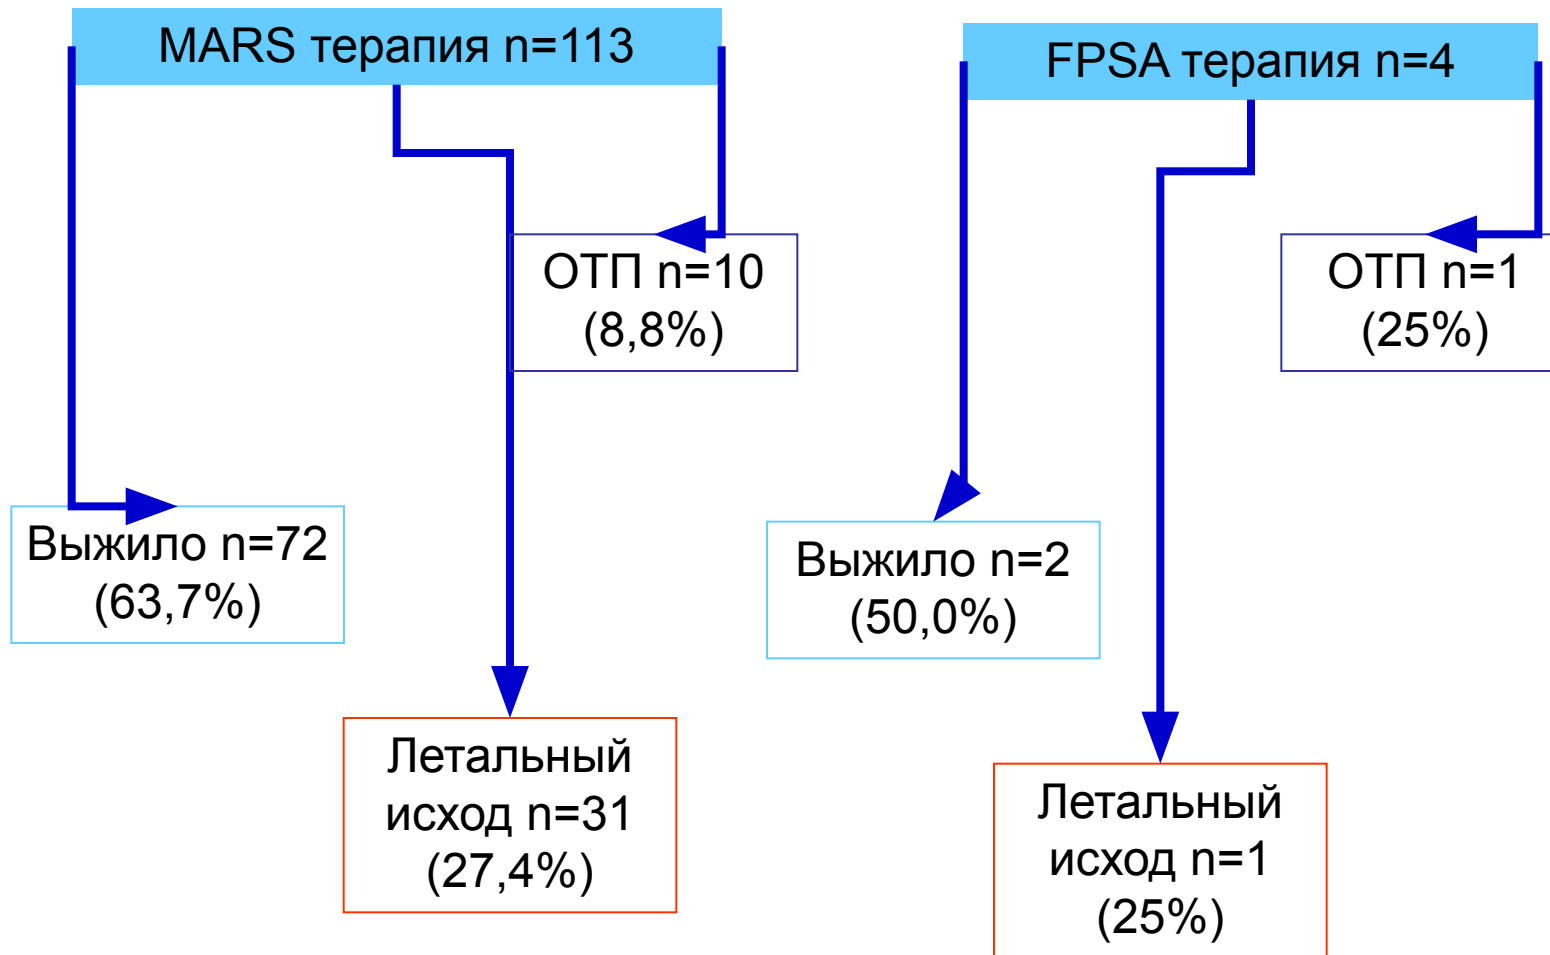 MARS терапия n=113
FPSA терапия n=4
ОТП n=10
(8,8%)
ОТП n=1
(25%)
Выжило n=72
(63,7%)
Выжило n=2
(50,0%)
Летальный
исход n=31
(27,4%)
Летальный
исход n=1
(25%)